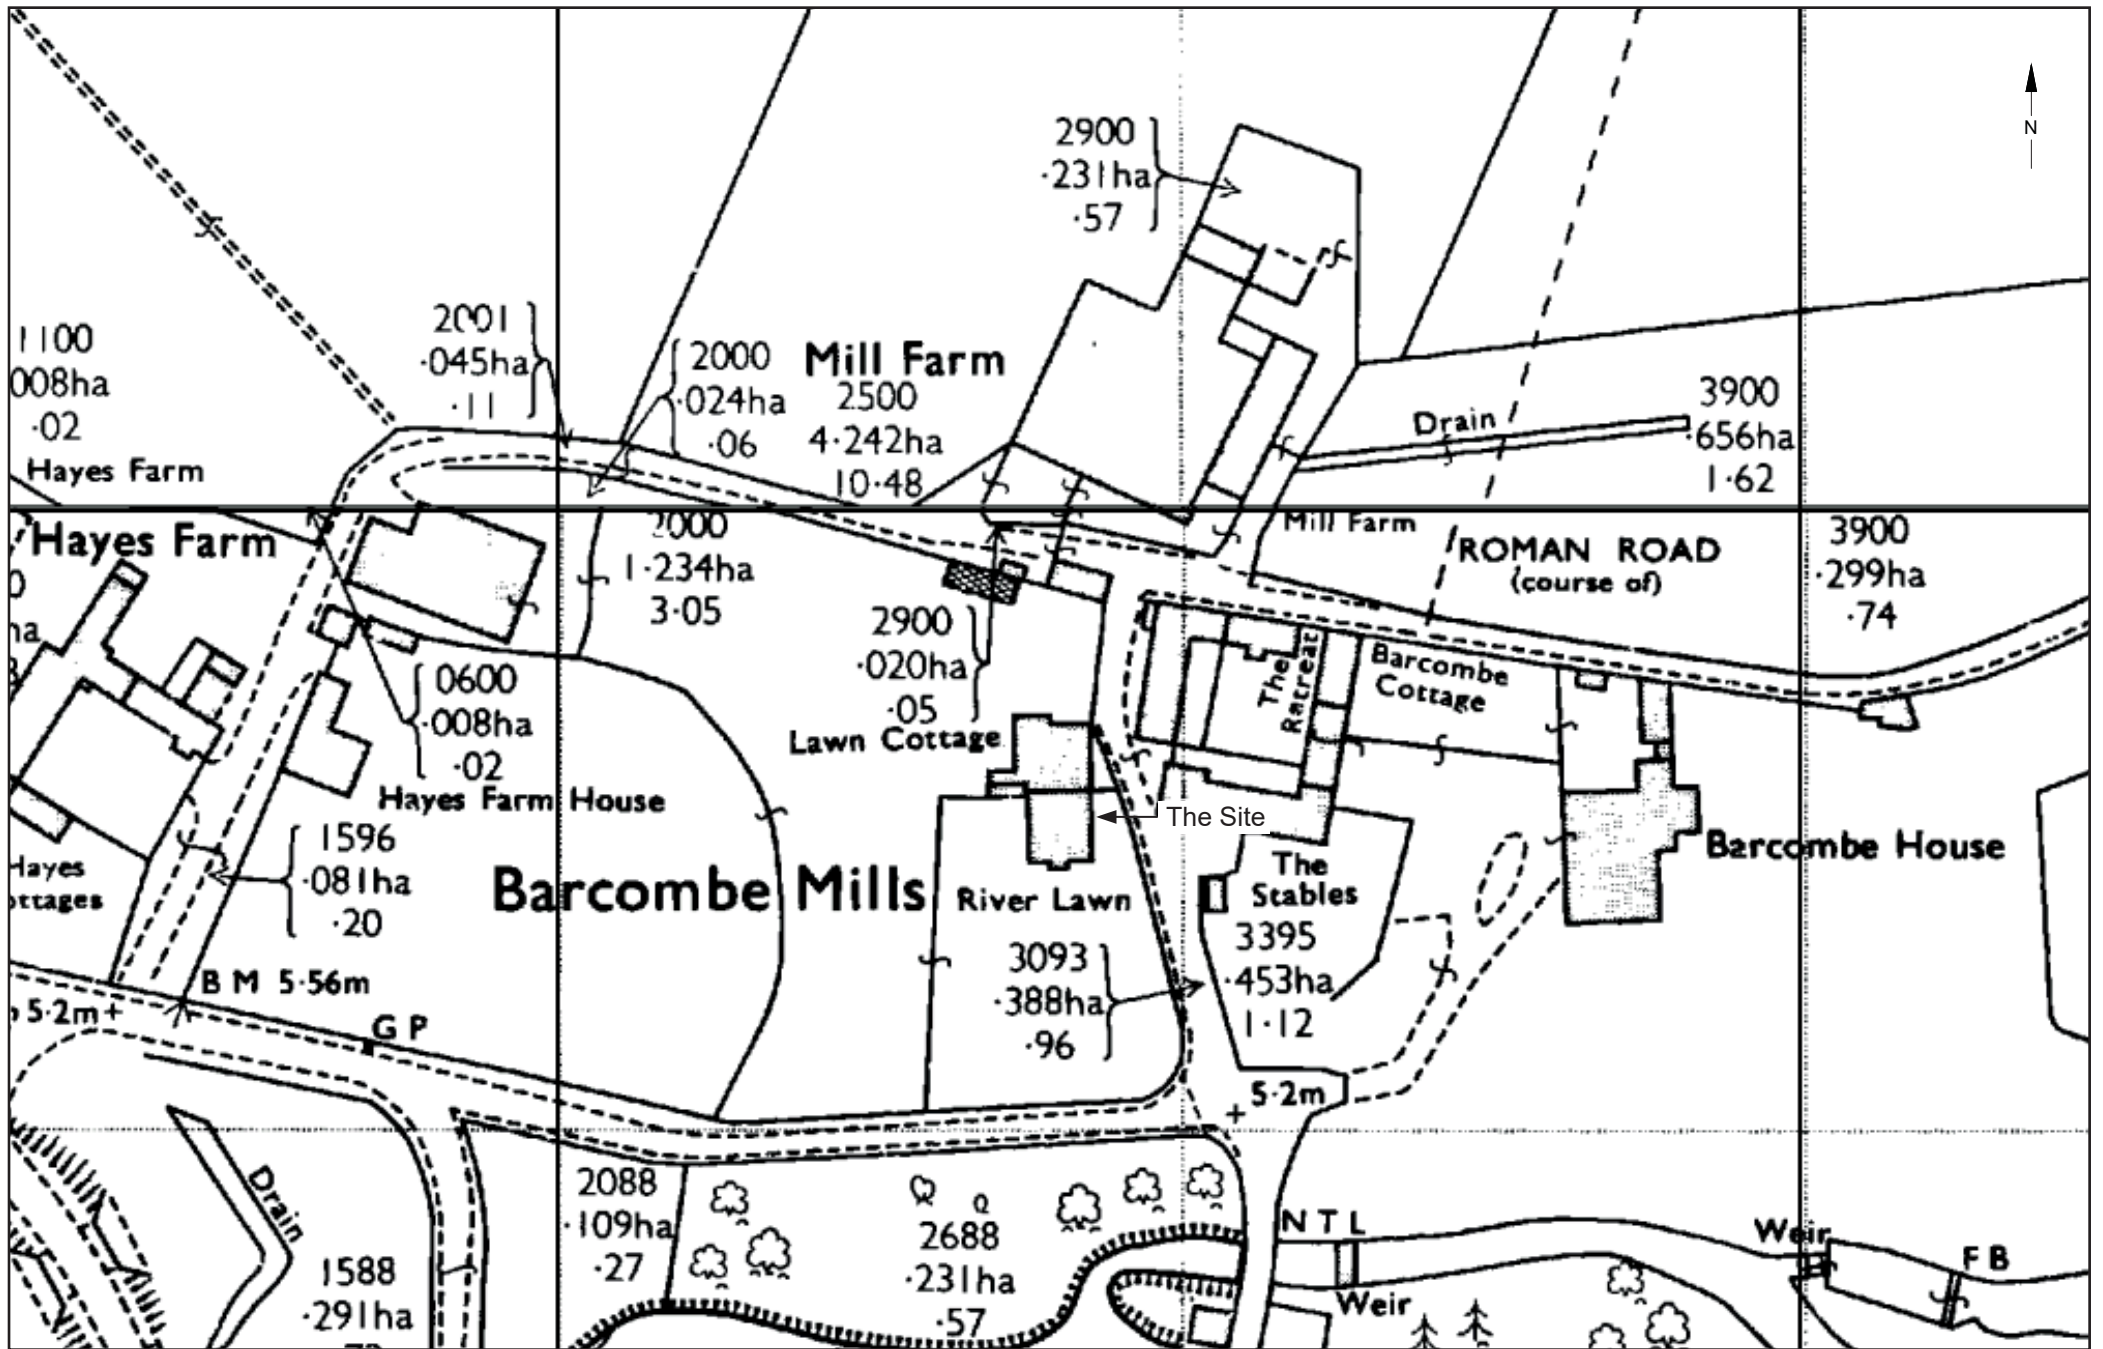 N
2900
·231ha
·57
1100
008ha
·02
Hayes Farm
2001
·045ha
·11
2000
·024ha
·06
Mill Farm
2500
4·242ha
10·48
Drain
3900
·656ha
1·62
Hayes Farm
2000
1·234ha
3·05
Mill Farm
ROMAN ROAD
(course of)
3900
·299ha
·74
2900
·020ha
·05
The
Retreat
Barcombe
Cottage
0600
·008ha
·02
Lawn Cottage
Hayes Farm House
The Site
1596
·081ha
·20
Hayes
ottages
Barcombe Mills
River Lawn
The
Stables
3395
·453ha
1·12
Barcombe House
3093
·388ha
·96
B M 5·56m
5·2m+
G P
5·2m
+
Drain
2088
·109ha
·27
2688
·231ha
·57
1588
·291ha
N T L
Weir
Weir
F B